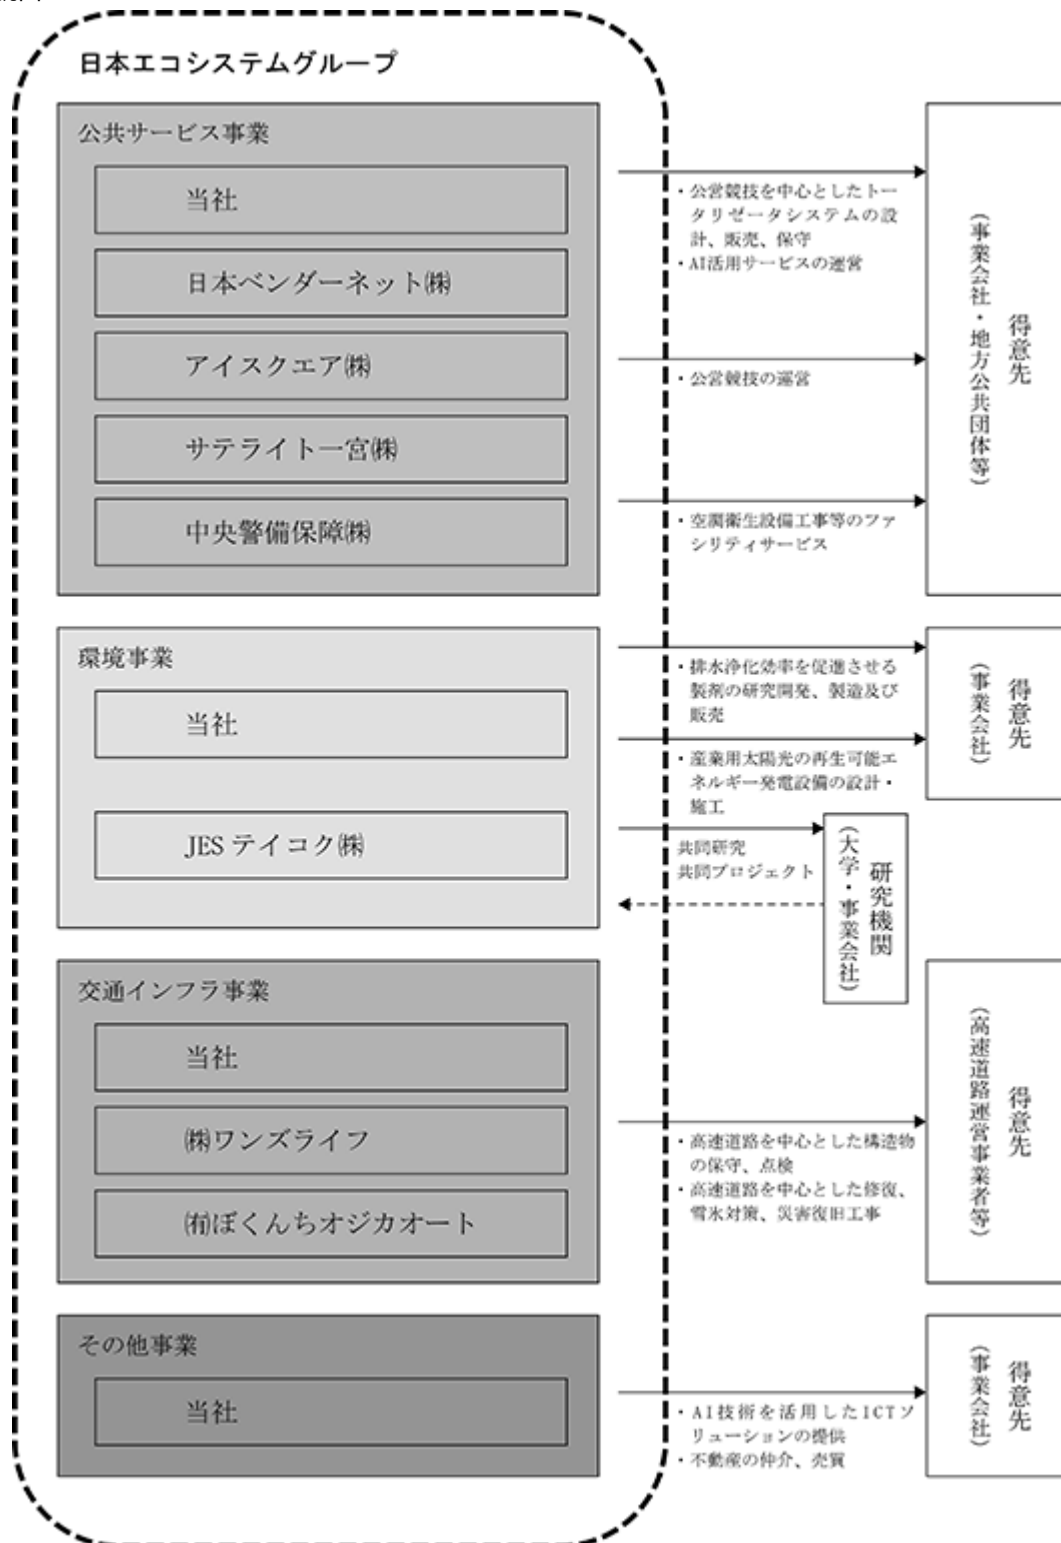 日本エコシステムグループ
公共サービス事業
当社
日本ベンダーネット㈱
アイスクエア㈱
サテライト一宮㈱
中央警備保障㈱
・公営競技を中心としたトー
タリゼータシステムの設
計、販売、保守
・AI活用サービスの運営
・公営競技の運営
・空調衛生設備工事等のファ
シリティサービス
得意先
（事業会社・地方公共団体等）
環境事業
当社
JESテイコク㈱
・排水浄化効率を促進させる
製剤の研究開発、製造及び
販売
・産業用太陽光の再生可能エ
ネルギー発電設備の設計・
施工
得意先
（事業会社）
共同研究
共同プロジェクト
研究機関
（大学・事業会社）
交通インフラ事業
当社
㈱ワンズライフ
㈲ぼくんちオジカオート
・高速道路を中心とした構造物
の保守、点検
・高速道路を中心とした修復、
雪氷対策、災害復旧工事
得意先
（高速道路運営事業者等）
その他事業
当社
・AI技術を活用したICTソ
リューションの提供
・不動産の仲介、売買
得意先
（事業会社）